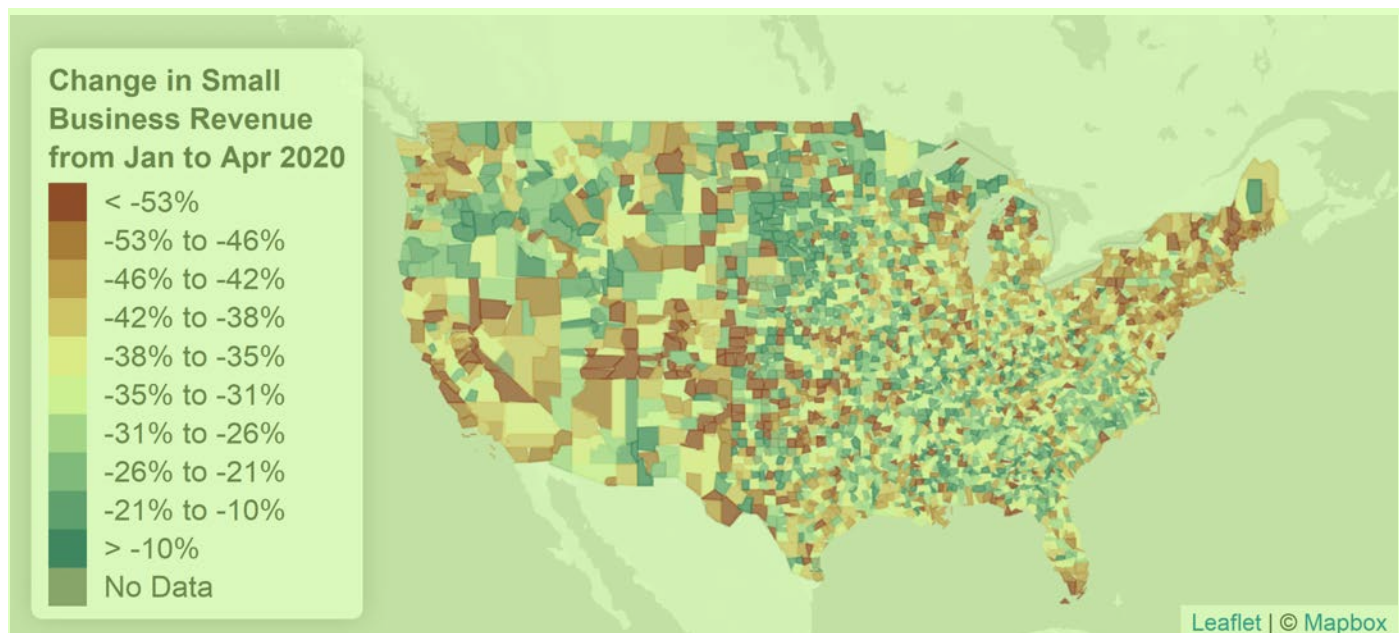 Change in Small
Business Revenue
from Jan to Apr 2020
< -53%
-53% to -46%
-46% to -42%
-42% to -38%
-38% to -35%
-35% to -31%
-31% to -26%
-26% to -21%
-21% to -10%
> -10%
No Data
Leaflet | © Mapbox